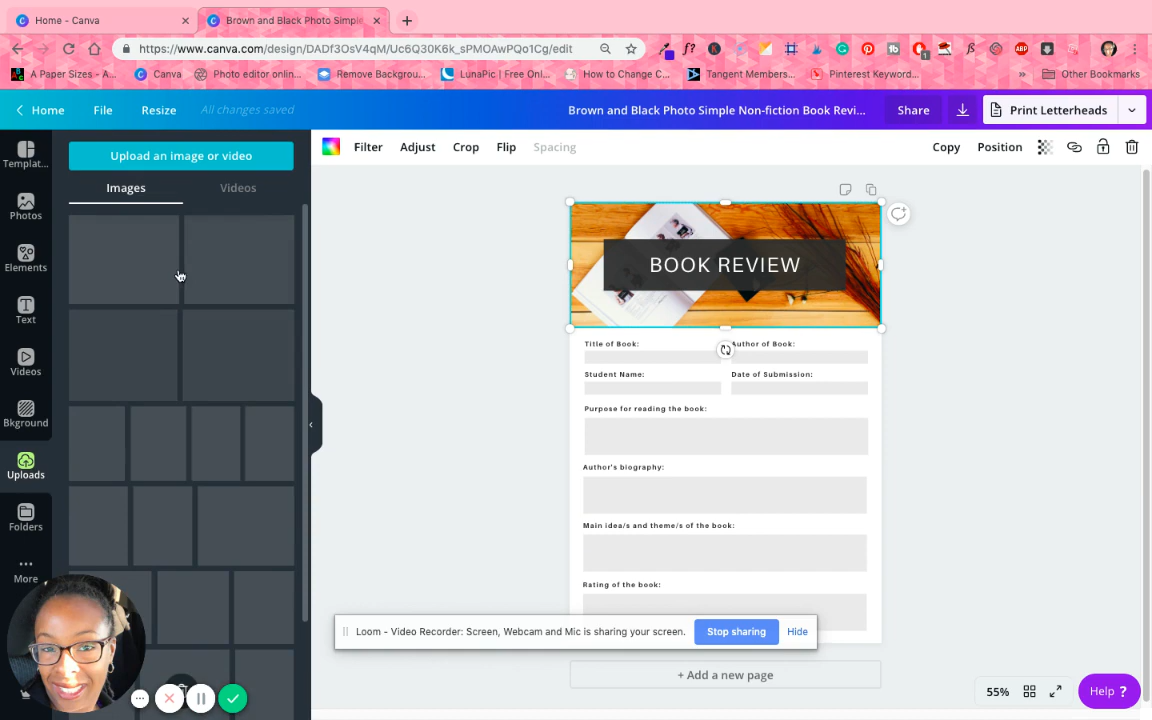 Home - Canva
Brown and Black Photo Simple
https://www.canva.com/design/DADf3OsV4qM/Uc6Q30K6k_sPMOAwPQo1Cg/edit
A Paper Sizes - A...
Canva
Photo editor onlin...
Remove Backgrou...
LunaPic | Free Onl...
How to Change C...
Tangent Members...
Pinterest Keyword...
»
Other Bookmarks
Home
File
Resize
All changes saved
Brown and Black Photo Simple Non-fiction Book Revi...
Share
Print Letterheads
Upload an image or video
Filter
Adjust
Crop
Flip
Spacing
Copy
Position
Templat...
Images
Videos
Photos
Elements
Text
Videos
Bkground
Uploads
Folders
More
BOOK REVIEW
Title of Book:
Author of Book:
Student Name:
Date of Submission:
Purpose for reading the book:
Author's biography:
Main idea/s and theme/s of the book:
Rating of the book:
Loom - Video Recorder: Screen, Webcam and Mic is sharing your screen.
Stop sharing
Hide
+ Add a new page
55%
Help ?